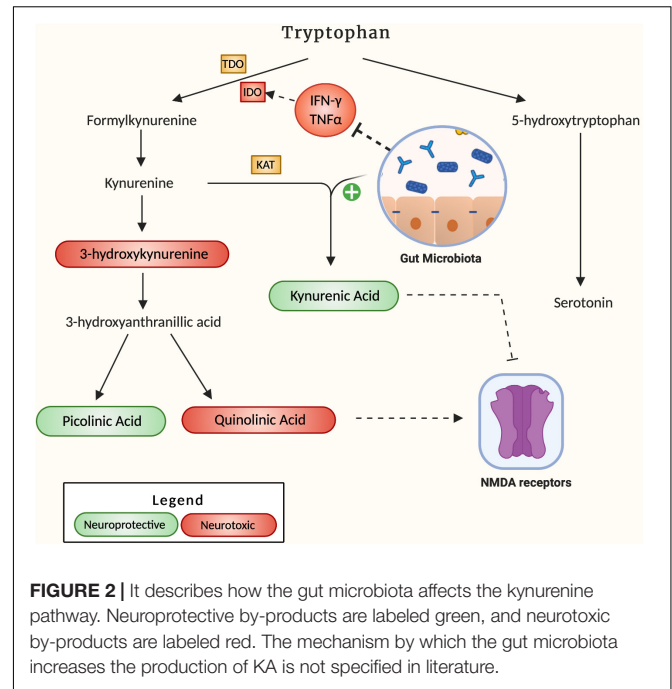 Tryptophan
TDO
IDO
IFN-γ
TNFα
Formylkynurenine
5-hydroxytryptophan
KAT
Kynurenine
Gut Microbiota
3-hydroxykynurenine
Kynurenic Acid
Serotonin
3-hydroxyanthranillic acid
Picolinic Acid
Quinolinic Acid
NMDA receptors
Legend
Neuroprotective
Neurotoxic
FIGURE 2 | It describes how the gut microbiota affects the kynurenine
pathway. Neuroprotective by-products are labeled green, and neurotoxic
by-products are labeled red. The mechanism by which the gut microbiota
increases the production of KA is not specified in literature.